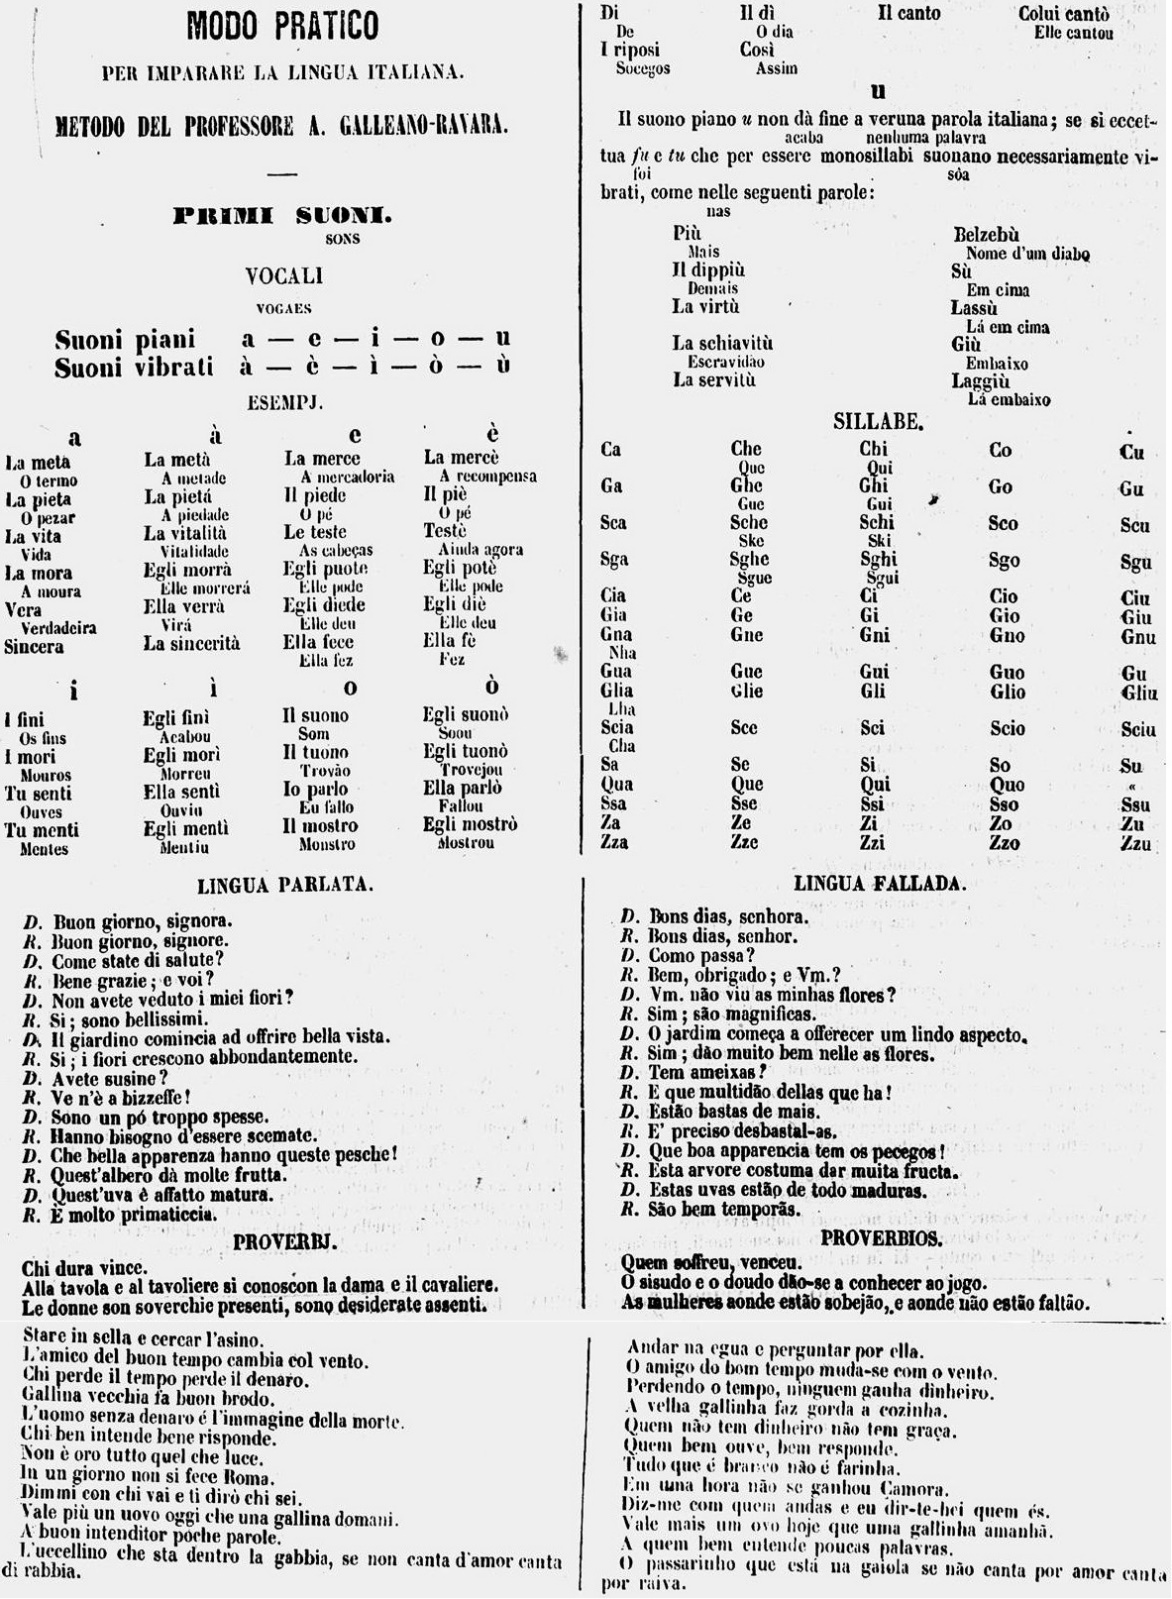 MODO PRATICO
PER IMPARARE LA LINGUA ITALIANA.
METODO DEL PROFESSORE A. GALLEANO-RAVARA.
PRIMI SUONI.
SONS
VOCALI
VOGAES
Suoni piani a — e — i — o — u
Suoni vibrati à — è — ì — ò — ù
ESEMPJ.
a à e è
La meta La metà La merce La mercè
O termo A metade A mercadoria A recompensa
La pieta La pietá Il piede Il piè
O pezar A piedade O pé O pé
La vita La vitalità Le teste Testè
Vida Vitalidade As cabeças Ainda agora
La mora Egli morrà Egli puote Egli potè
A moura Elle morrerá Elle pode Elle pode
Vera Ella verrà Egli diede Egli diè
Verdadeira Virá Elle deu Elle deu
Sincera La sincerità Ella fece Ella fè
Ella fez Fez
i ì o ò
I fini Egli finì Il suono Egli suonò
Os fins Acabou Som Soou
I mori Egli morì Il tuono Egli tuonò
Mouros Morreu Trovão Trovejou
Tu senti Ella sentì Io parlo Ella parlò
Ouves Ouviu Eu fallo Fallou
Tu menti Egli mentì Il mostro Egli mostrò
Mentes Mentiu Monstro Mostrou
LINGUA PARLATA.
D. Buon giorno, signora.
R. Buon giorno, signore.
D. Come state di salute?
R. Bene grazie; e voi?
D. Non avete veduto i miei fiori?
R. Si; sono bellissimi.
D. Il giardino comincia ad offrire bella vista.
R. Si; i fiori crescono abbondantemente.
D. Avete susine?
R. Ve n'è a bizzeffe!
D. Sono un pó troppo spesse.
R. Hanno bisogno d'essere scemate.
D. Che bella apparenza hanno queste pesche!
R. Quest'albero dà molte frutta.
D. Quest'uva è affatto matura.
R. È molto primaticcia.
PROVERBJ.
Chi dura vince.
Alla tavola e al tavoliere si conoscon la dama e il cavaliere.
Le donne son soverchie presenti, sono desiderate assenti.
Stare in sella e cercar l'asino.
L'amico del buon tempo cambia col vento.
Chi perde il tempo perde il denaro.
Gallina vecchia fa buon brodo.
L'uomo senza denaro é l'immagine della morte.
Chi ben intende bene risponde.
Non è oro tutto quel che luce.
In un giorno non si fece Roma.
Dimmi con chi vai e ti dirò chi sei.
Vale più un uovo oggi che una gallina domani.
A buon intenditor poche parole.
L'uccellino che sta dentro la gabbia, se non canta d'amor canta
di rabbia.
Di Il dì Il canto Colui cantò
De O dia Elle cantou
I riposi Così
Socegos Assim
u
Il suono piano u non dà fine a veruna parola italiana; se si eccet-
acaba nenhuma palavra
tua fu e tu che per essere monosillabi suonano necessariamente vi-
foi sòa
brati, come nelle seguenti parole:
nas
Più Belzebù
Mais Nome d'um diabo
Il dippiù Sù
Demais Em cima
La virtù Lassù
Lá em cima
La schiavitù Giù
Escravidão Embaixo
La servitù Laggiù
Lá embaixo
SILLABE.
Ca Che Chi Co Cu
Que Qui
Ga Ghe Ghi Go Gu
Gue Gui
Sca Sche Schi Sco Scu
Ske Ski
Sga Sghe Sghi Sgo Sgu
Sgue Sgui
Cia Ce Ci Cio Ciu
Gia Ge Gi Gio Giu
Gna Gne Gni Gno Gnu
Nha
Gua Gue Gui Guo Gu
Glia Glie Gli Glio Gliu
Lha
Scia Sce Sci Scio Sciu
Cha
Sa Se Si So Su
Qua Que Qui Quo «
Ssa Sse Ssi Sso Ssu
Za Ze Zi Zo Zu
Zza Zze Zzi Zzo Zzu
LINGUA FALLADA.
D. Bons dias, senhora.
R. Bons dias, senhor.
D. Como passa?
R. Bem, obrigado; e Vm.?
D. Vm. não viu as minhas flores?
R. Sim; são magnificas.
D. O jardim começa a offerecer um lindo aspecto.
R. Sim; dão muito bem nelle as flores.
D. Tem ameixas?
R. E que multidão dellas que ha!
D. Estão bastas de mais.
R. E' preciso desbastal-as.
D. Que boa apparencia tem os pecegos!
R. Esta arvore costuma dar muita fructa.
D. Estas uvas estão de todo maduras.
R. São bem temporãs.
PROVERBIOS.
Quem soffreu, venceu.
O sisudo e o doudo dão-se a conhecer ao jogo.
As mulheres aonde estão sobejão, e aonde não estão faltão.
Andar na egua e perguntar por ella.
O amigo do bom tempo muda-se com o vento.
Perdendo o tempo, ninguem ganha dinheiro.
A velha gallinha faz gorda a cozinha.
Quem não tem dinheiro não tem graça.
Quem bem ouve, bem responde.
Tudo que é branco não é farinha.
Em uma hora não se ganhou Çamora.
Diz-me com quem andas e eu dir-te-hei quem és.
Vale mais um ovo hoje que uma gallinha amanhã.
A quem bem entende poucas palavras.
O passarinho que está na gaiola se não canta por amor canta
por raiva.